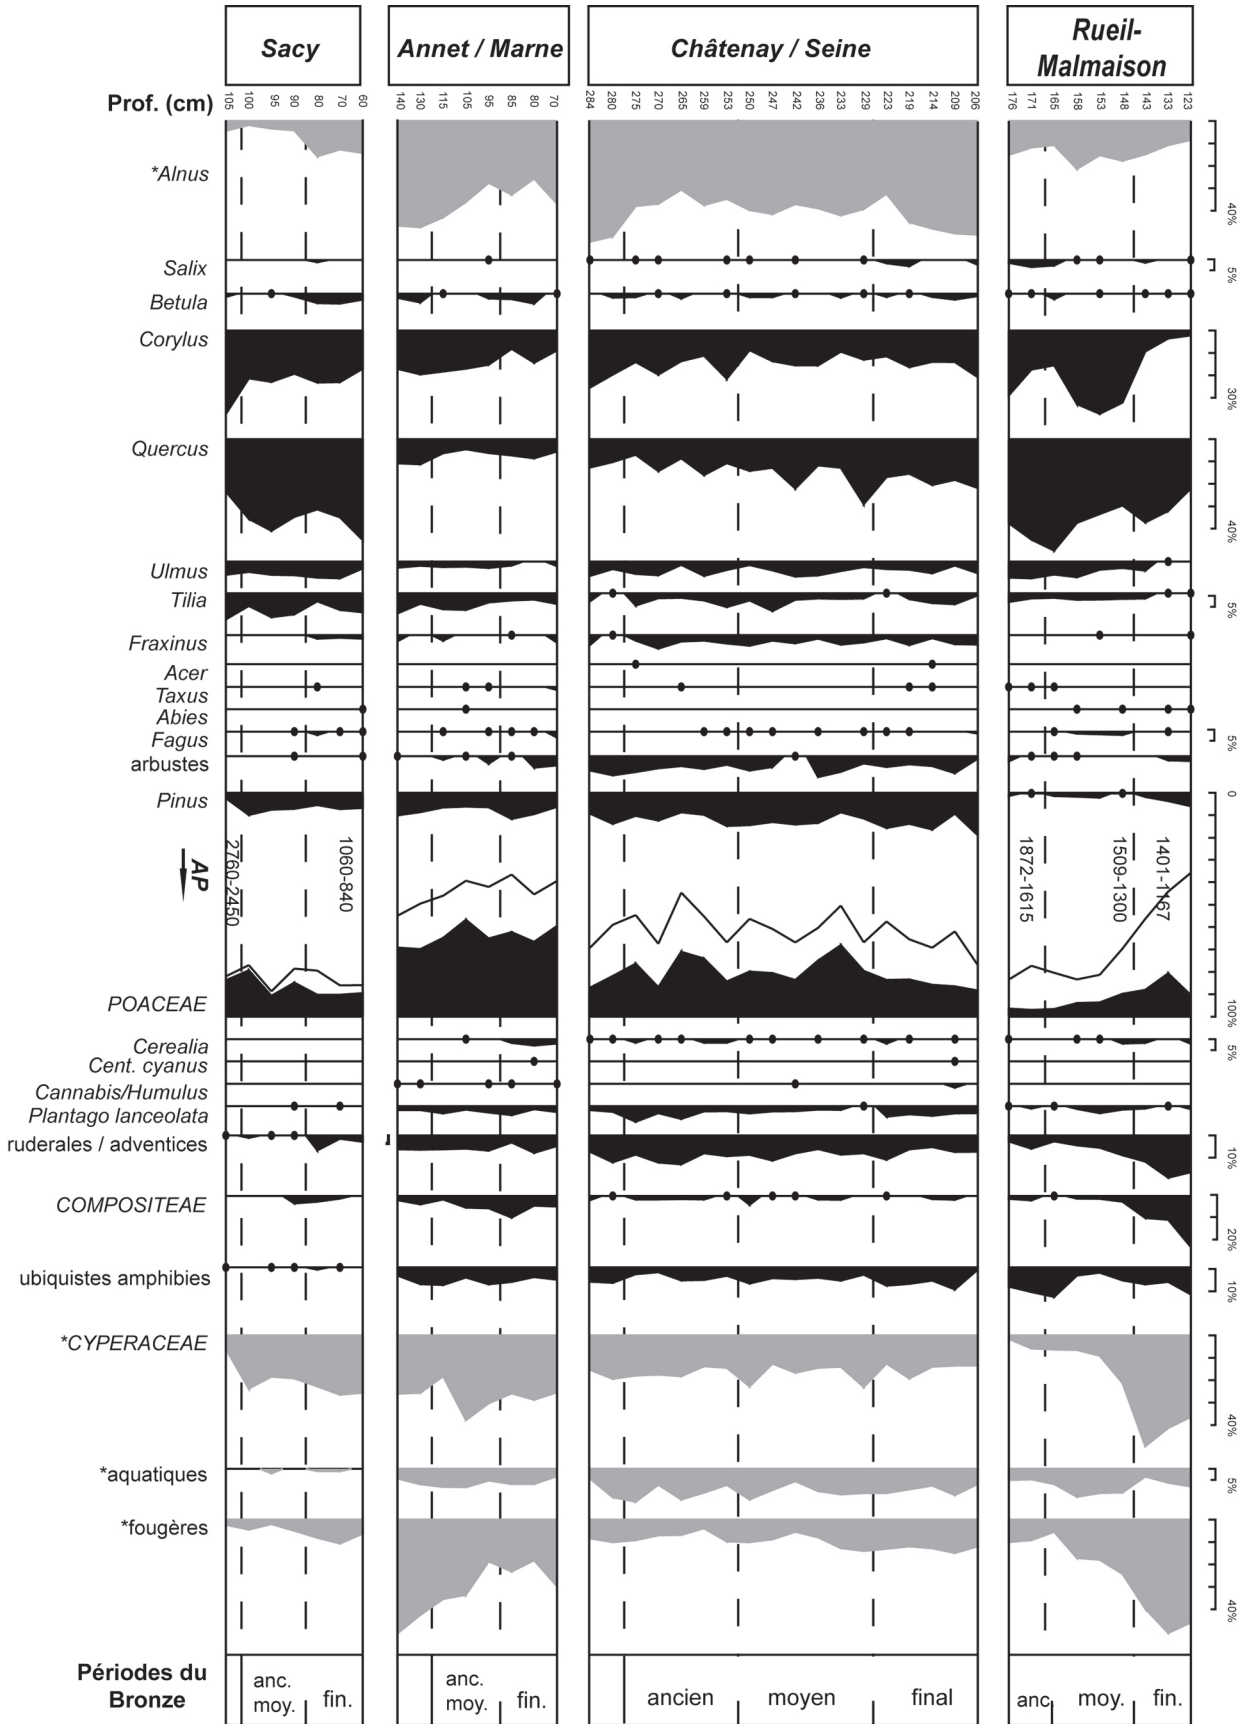 Sacy
Annet / Marne
Châtenay / Seine
Rueil-
Malmaison
Prof. (cm)
105 100 95 90 80 70 60
140 130 115 105 95 85 70
284 280 275 270 265 259 253 250 247 242 236 233 229 223 219 214 209 206
176 171 165 158 153 148 143 133 123
*Alnus
40%
Salix
5%
Betula
Corylus
30%
Quercus
40%
Ulmus
Tilia
5%
Fraxinus
Acer
Taxus
Abies
Fagus
5%
arbustes
Pinus
0
AP
2760-2450
1060-840
1872-1615
1509-1300
1401-1167
POACEAE
100%
Cerealia
5%
Cent. cyanus
Cannabis/Humulus
Plantago lanceolata
ruderales / adventices
10%
COMPOSITEAE
20%
ubiquistes amphibies
10%
*CYPERACEAE
40%
*aquatiques
5%
*fougères
40%
Périodes du
Bronze
anc.
moy.
fin.
anc.
moy.
fin.
ancien
moyen
final
anc.
moy.
fin.